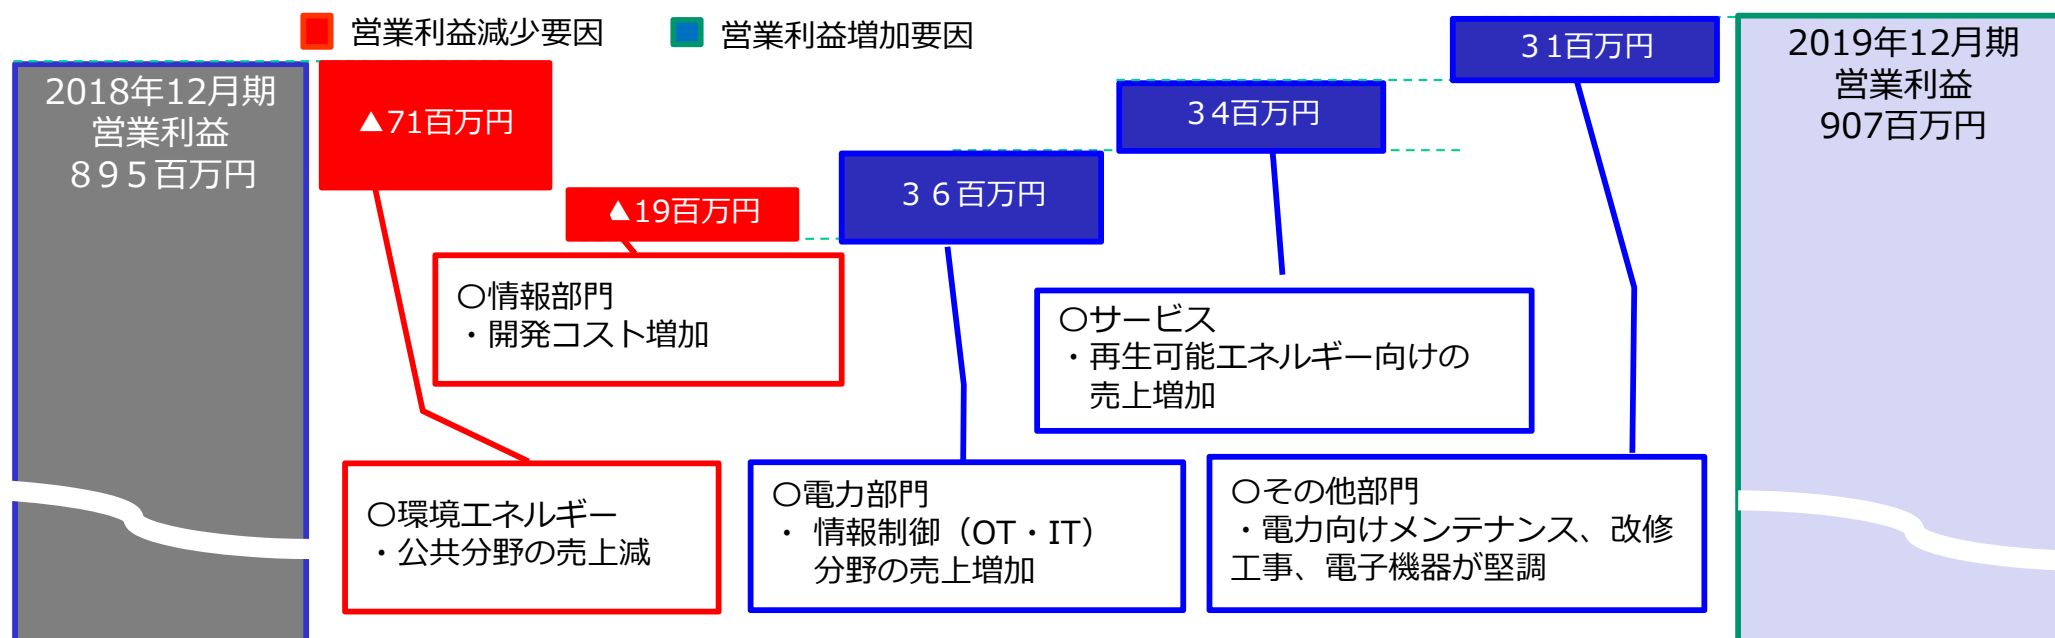 営業利益減少要因
営業利益増加要因
2018年12月期
営業利益
８９５百万円
▲71百万円
▲19百万円
３６百万円
３4百万円
３1百万円
2019年12月期
営業利益
907百万円
〇情報部門
・開発コスト増加
〇サービス
・再生可能エネルギー向けの
売上増加
〇環境エネルギー
・公共分野の売上減
〇電力部門
・ 情報制御（OT・IT）
分野の売上増加
〇その他部門
・電力向けメンテナンス、改修
工事、電子機器が堅調